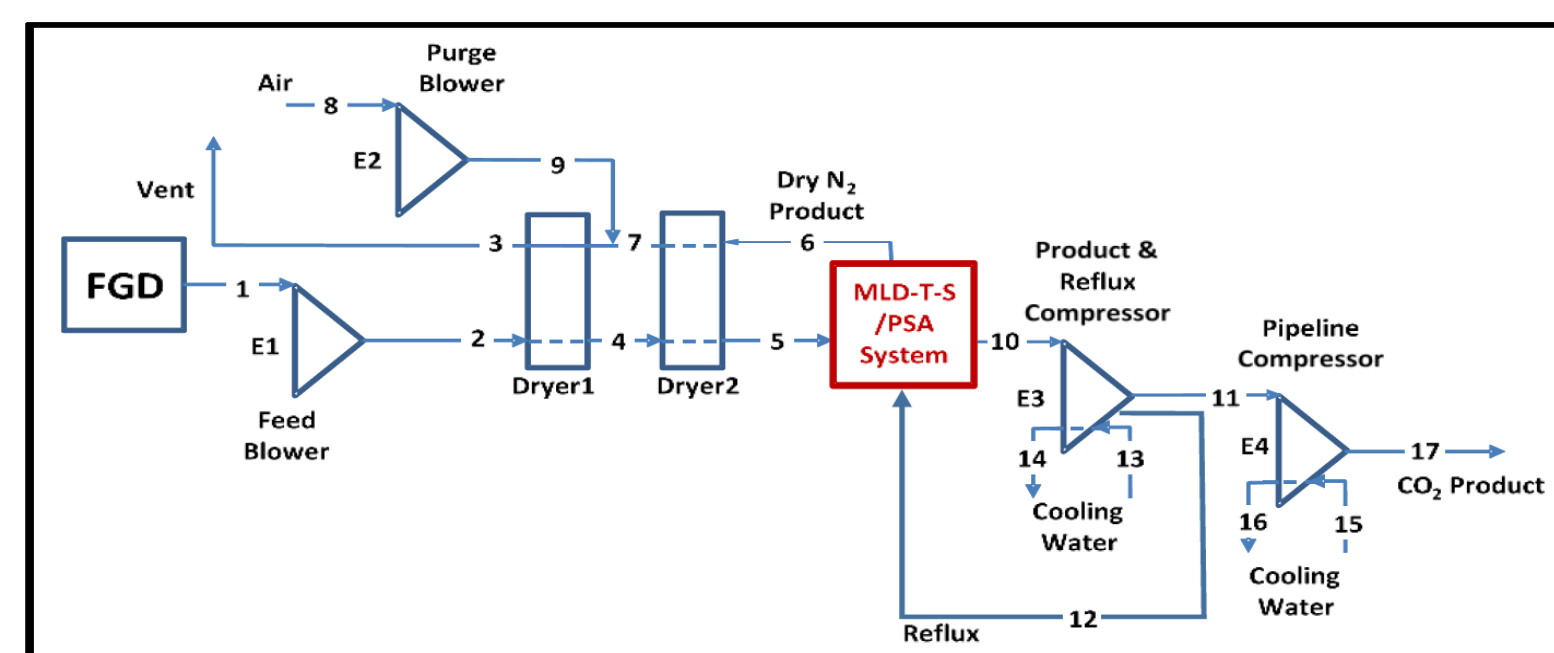 Purge
Blower
Air
8
E2
9
Vent
Dry N₂
Product
3
7
6
FGD
1
E1
2
4
5
Dryer1
Dryer2
Feed
Blower
MLD-T-S
/PSA
System
Product &
Reflux
Compressor
10
E3
14
13
Cooling
Water
Pipeline
Compressor
11
E4
17
CO₂ Product
16
15
Cooling
Water
12
Reflux